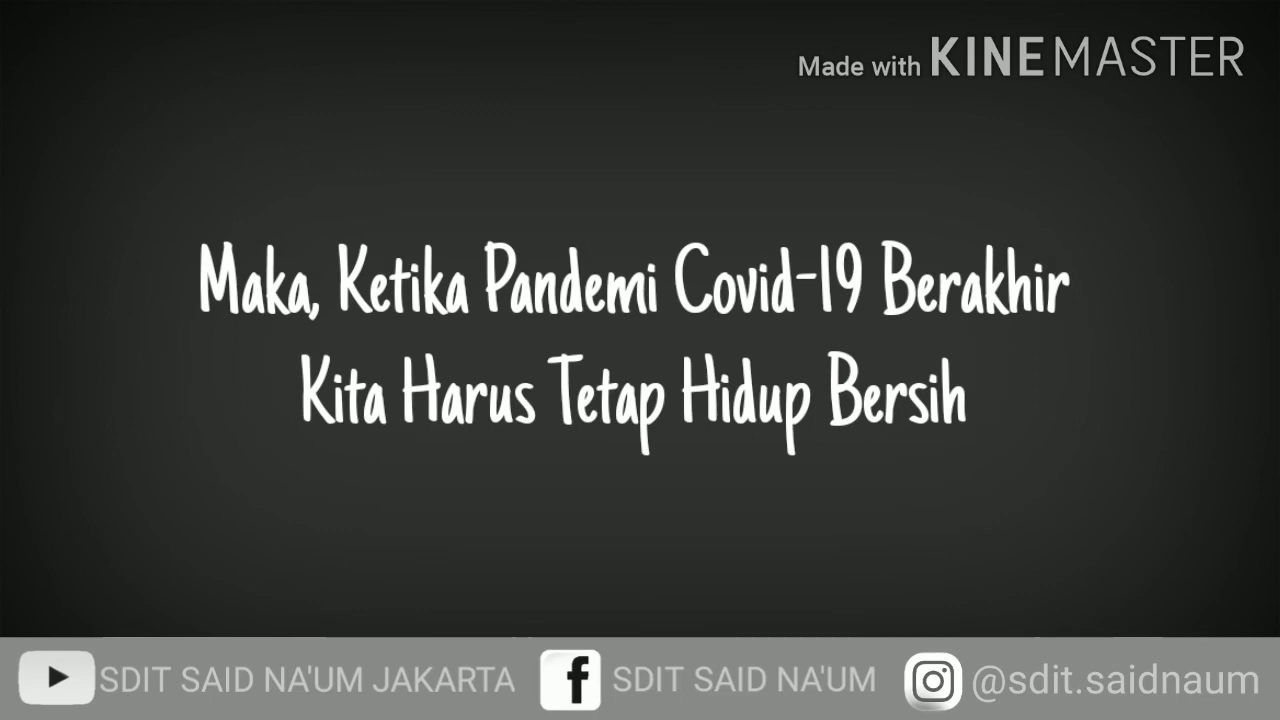 Made with KINEMASTER
Maka, Ketika Pandemi Covid-19 Berakhir
Kita Harus Tetap Hidup Bersih
SDIT SAID NA'UM JAKARTA SDIT SAID NA'UM @sdit.saidnaum